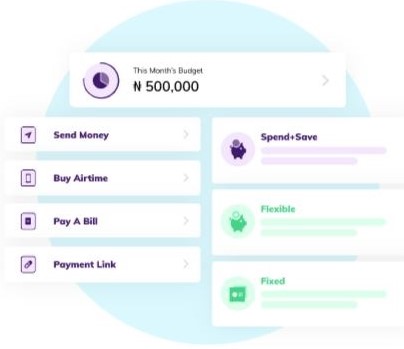 This Month's Budget
₦ 500,000
Send Money
Buy Airtime
Pay A Bill
Payment Link
Spend+Save
Flexible
Fixed